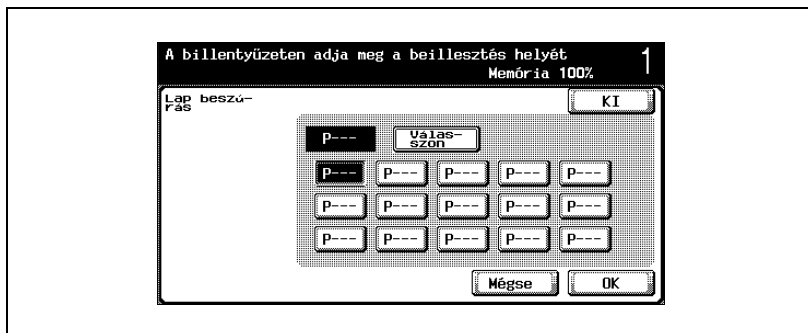 A billentyűzeten adja meg a beillesztés helyét
1
Memória 100%
Lap beszú-
rás
KI
P---
Válas-
szon
P--- P--- P--- P--- P---
P--- P--- P--- P--- P---
P--- P--- P--- P--- P---
Mégse
OK